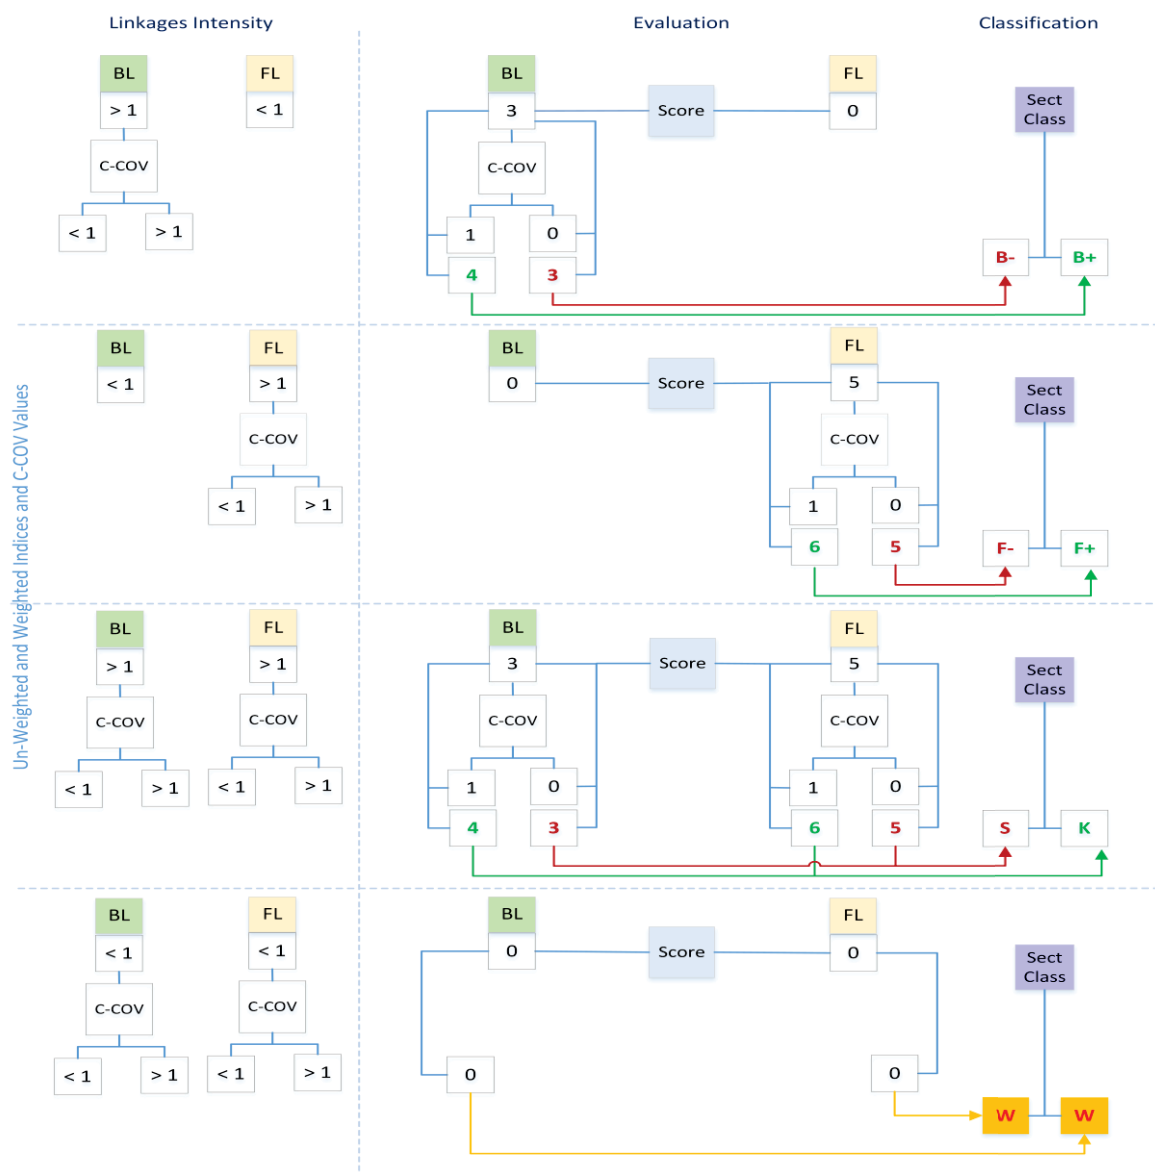 Linkages Intensity
Evaluation
Classification
Un-Weighted and Weighted Indices and C-COV Values
BL
FL
> 1
< 1
C-COV
< 1
> 1
BL
FL
3
Score
0
C-COV
1
0
4
3
Sect
Class
B-
B+
BL
FL
< 1
> 1
C-COV
< 1
> 1
BL
FL
0
Score
5
C-COV
1
0
6
5
Sect
Class
F-
F+
BL
FL
> 1
> 1
C-COV
C-COV
< 1
> 1
< 1
> 1
BL
FL
3
Score
5
C-COV
C-COV
1
0
1
0
4
3
6
5
Sect
Class
S
K
BL
FL
< 1
< 1
C-COV
C-COV
< 1
> 1
< 1
> 1
BL
FL
0
Score
0
0
0
Sect
Class
W
W